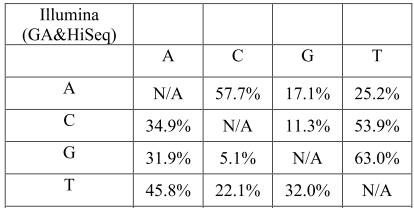 Illumina
(GA&HiSeq)
A C G T
A N/A 57.7% 17.1% 25.2%
C 34.9% N/A 11.3% 53.9%
G 31.9% 5.1% N/A 63.0%
T 45.8% 22.1% 32.0% N/A